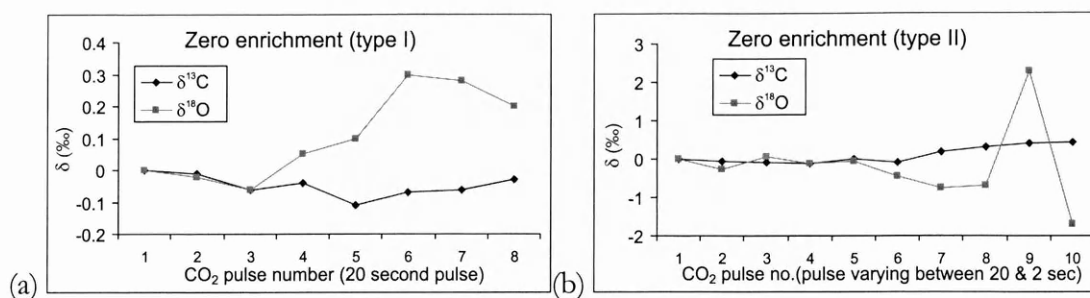 Zero enrichment (type I)
δ¹³C
δ¹⁸O
δ (‰)
0.4
0.3
0.2
0.1
0
-0.1
-0.2
1 2 3 4 5 6 7 8
CO₂ pulse number (20 second pulse)
(a)
Zero enrichment (type II)
δ¹³C
δ¹⁸O
δ (‰)
3
2
1
0
-1
-2
1 2 3 4 5 6 7 8 9 10
CO₂ pulse no.(pulse varying between 20 & 2 sec)
(b)